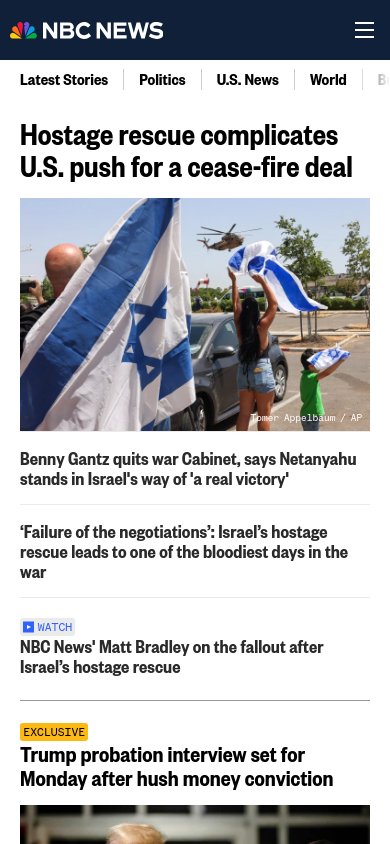 NBC NEWS
Latest Stories
Politics
U.S. News
World
Hostage rescue complicates
U.S. push for a cease-fire deal
Tomer Appelbaum / AP
Benny Gantz quits war Cabinet, says Netanyahu
stands in Israel's way of 'a real victory'
‘Failure of the negotiations’: Israel’s hostage
rescue leads to one of the bloodiest days in the
war
WATCH
NBC News' Matt Bradley on the fallout after
Israel’s hostage rescue
EXCLUSIVE
Trump probation interview set for
Monday after hush money conviction